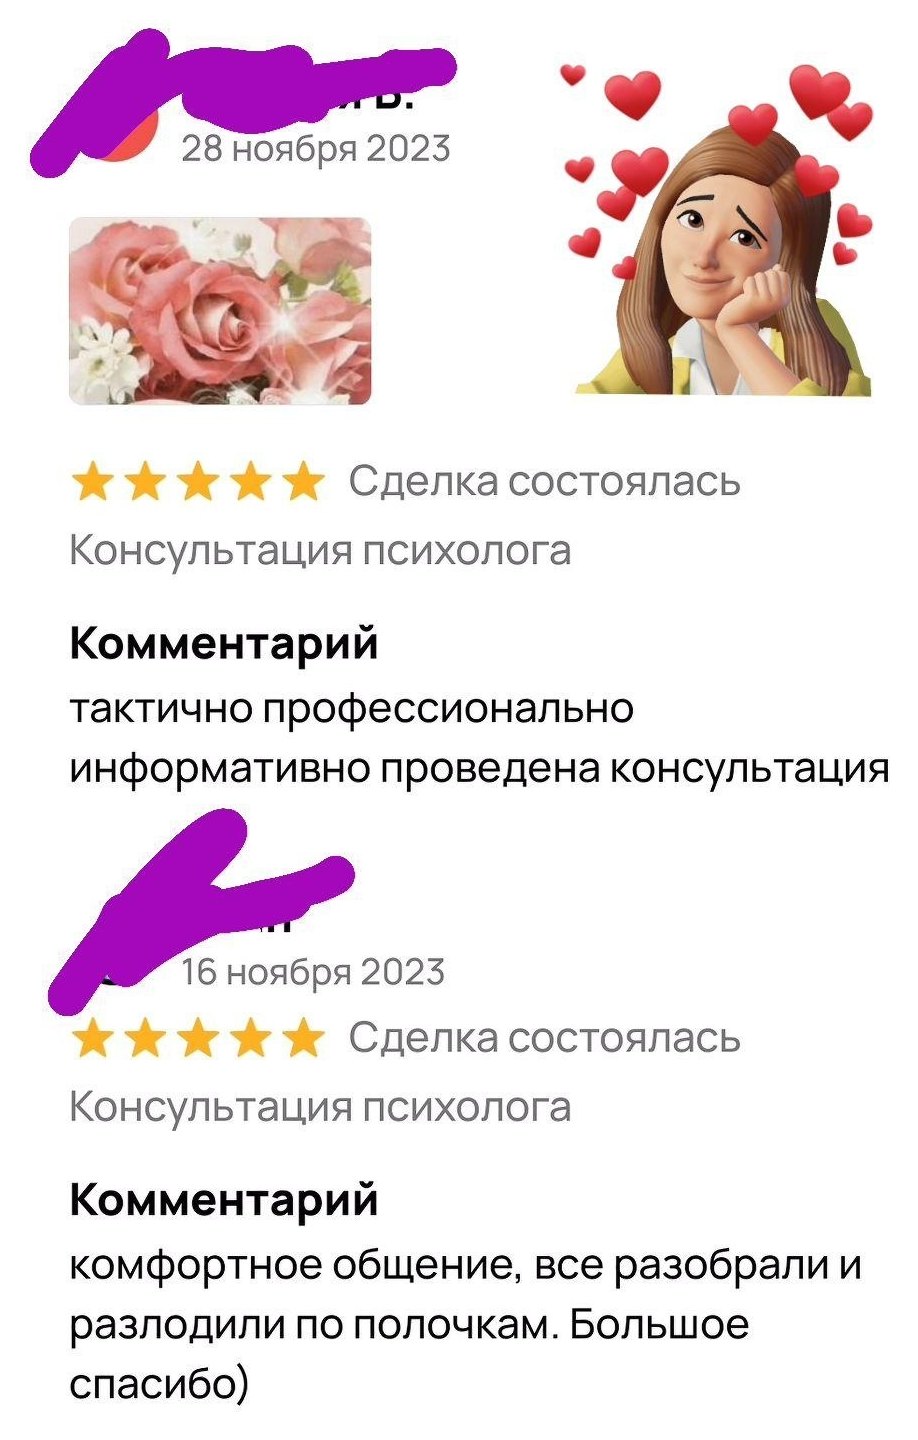 28 ноября 2023
Сделка состоялась
Консультация психолога
Комментарий
тактично профессионально
информативно проведена консультация
16 ноября 2023
Сделка состоялась
Консультация психолога
Комментарий
комфортное общение, все разобрали и
разлодили по полочкам. Большое
спасибо)